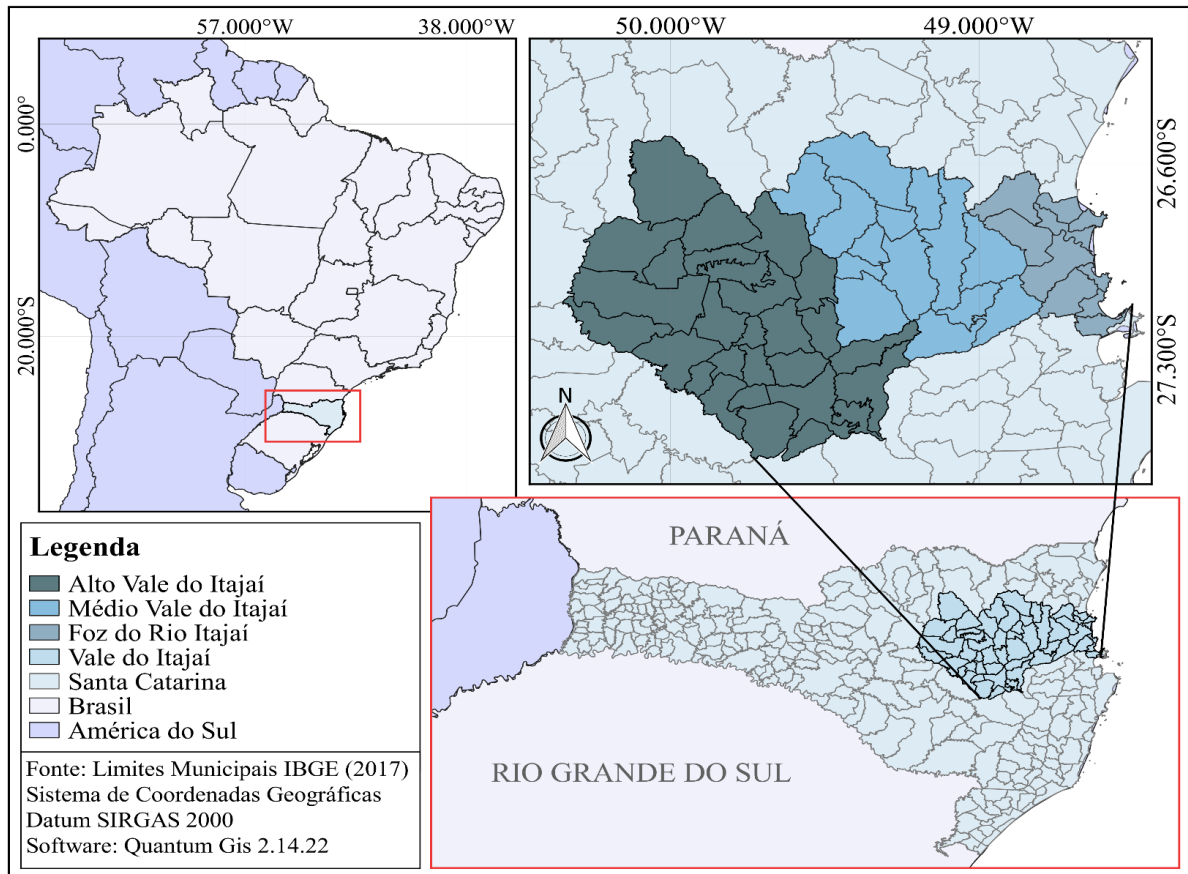 57.000°W
38.000°W
50.000°W
49.000°W
0.000°
20.000°S
26.600°S
27.300°S
N
Legenda
Alto Vale do Itajaí
Médio Vale do Itajaí
Foz do Rio Itajaí
Vale do Itajaí
Santa Catarina
Brasil
América do Sul
Fonte: Limites Municipais IBGE (2017)
Sistema de Coordenadas Geográficas
Datum SIRGAS 2000
Software: Quantum Gis 2.14.22
PARANÁ
RIO GRANDE DO SUL